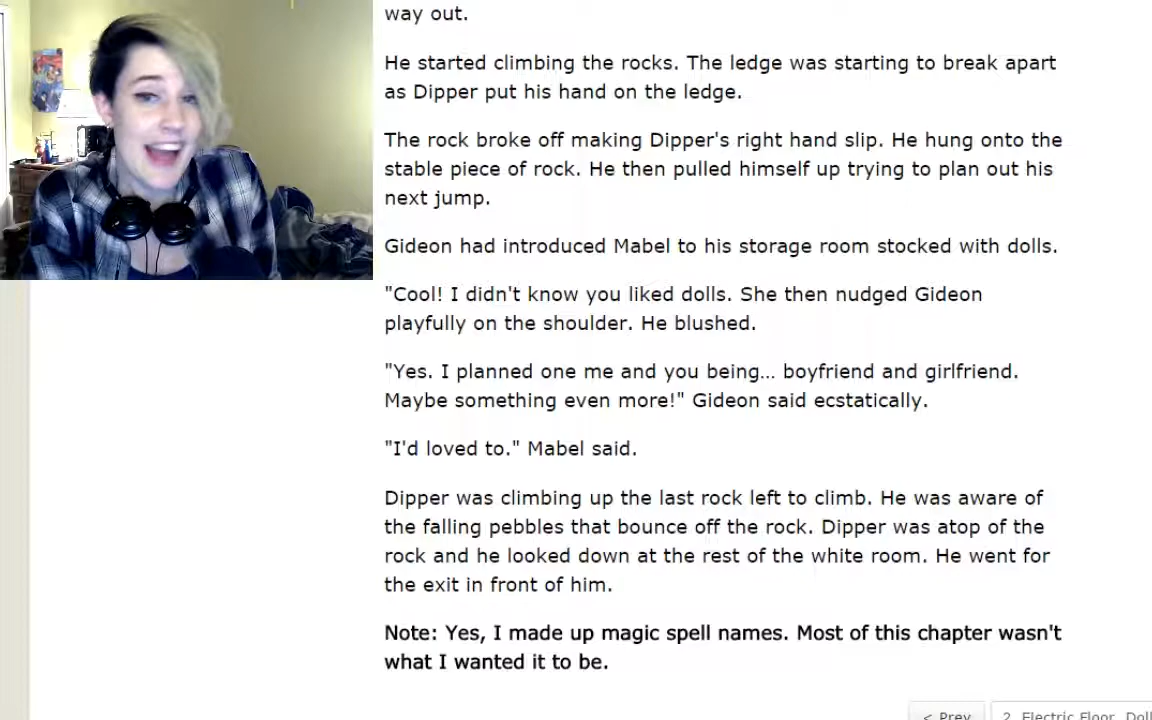 way out.
He started climbing the rocks. The ledge was starting to break apart
as Dipper put his hand on the ledge.
The rock broke off making Dipper's right hand slip. He hung onto the
stable piece of rock. He then pulled himself up trying to plan out his
next jump.
Gideon had introduced Mabel to his storage room stocked with dolls.
"Cool! I didn't know you liked dolls. She then nudged Gideon
playfully on the shoulder. He blushed.
"Yes. I planned one me and you being... boyfriend and girlfriend.
Maybe something even more!" Gideon said ecstatically.
"I'd loved to." Mabel said.
Dipper was climbing up the last rock left to climb. He was aware of
the falling pebbles that bounce off the rock. Dipper was atop of the
rock and he looked down at the rest of the white room. He went for
the exit in front of him.
Note: Yes, I made up magic spell names. Most of this chapter wasn't
what I wanted it to be.
< Prev 2. Electric Floor, Doll